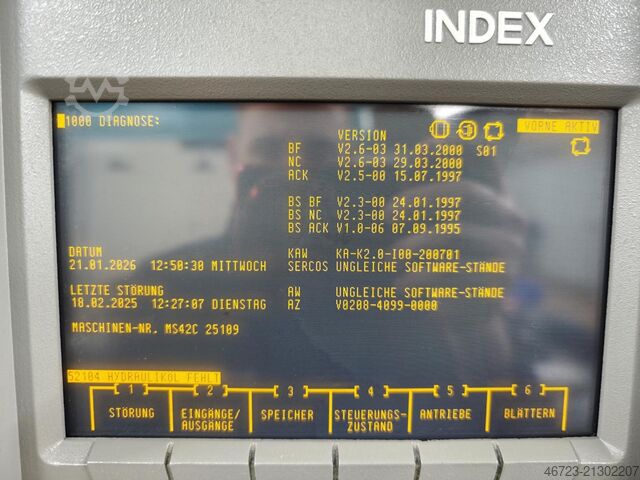 INDEX
1000 DIAGNOSE:
VORNE AKTIV
VERSION
BF V2.6-03 31.03.2000 S01
NC V2.6-03 29.03.2000
ACK V2.5-00 15.07.1997
BS BF V2.3-00 24.01.1997
BS NC V2.3-00 24.01.1997
BS ACK V1.0-06 07.09.1995
DATUM KAW KA-K2.0-I00-200701
21.01.2026 12:50:30 MITTWOCH SERCOS UNGLEICHE SOFTWARE-STÄNDE
LETZTE STÖRUNG AW UNGLEICHE SOFTWARE-STÄNDE
18.02.2025 12:27:07 DIENSTAG AZ V0208-4099-0000
MASCHINEN-NR. MS42C 25109
52104 HYDRAULIKÖL FEHLT
1 2 3 4 5 6
STÖRUNG EINGÄNGE/ SPEICHER STEUERUNGS- ANTRIEBE BLÄTTERN
AUSGÄNGE ZUSTAND
46723-21302207